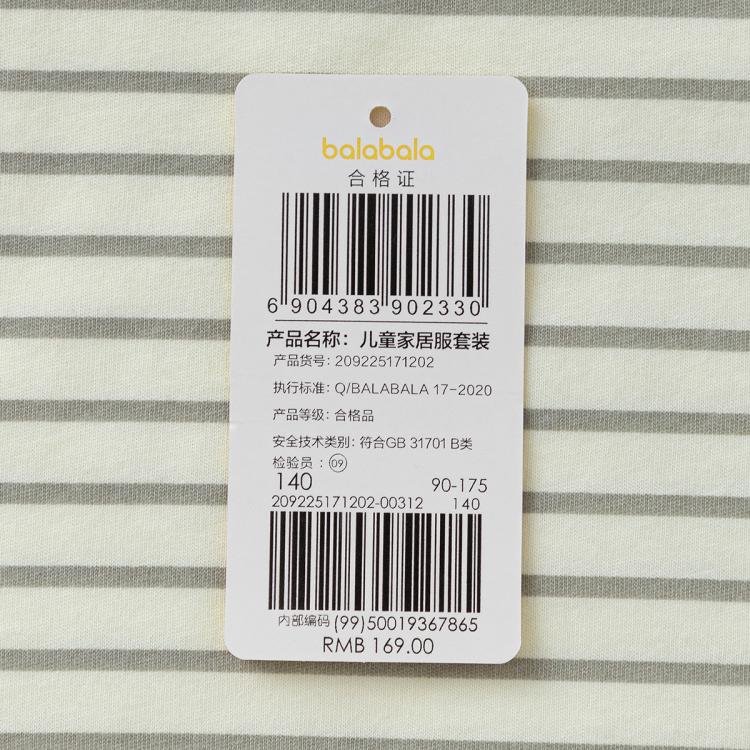 balabala
合格证
6 904383 902330
产品名称：儿童家居服套装
产品货号：209225171202
执行标准：Q/BALABALA 17-2020
产品等级：合格品
安全技术类别：符合GB 31701 B类
检验员：09
140 90-175
209225171202-00312 140
内部编码 (99)50019367865
RMB 169.00